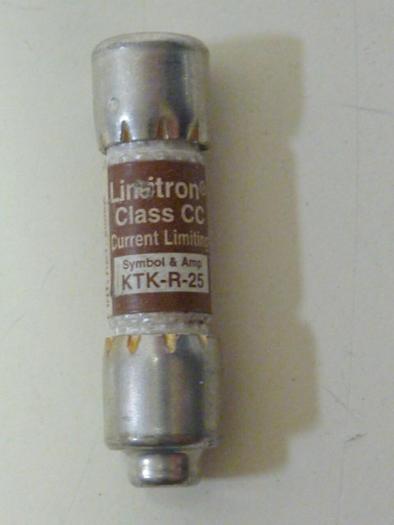 Limitron®
Class CC
Current Limiting
Symbol & Amp
KTK-R-25